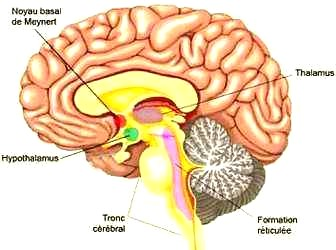 Noyau basal
de Meynert
Thalamus
Hypothalamus
Tronc
cérébral
Formation
réticulée